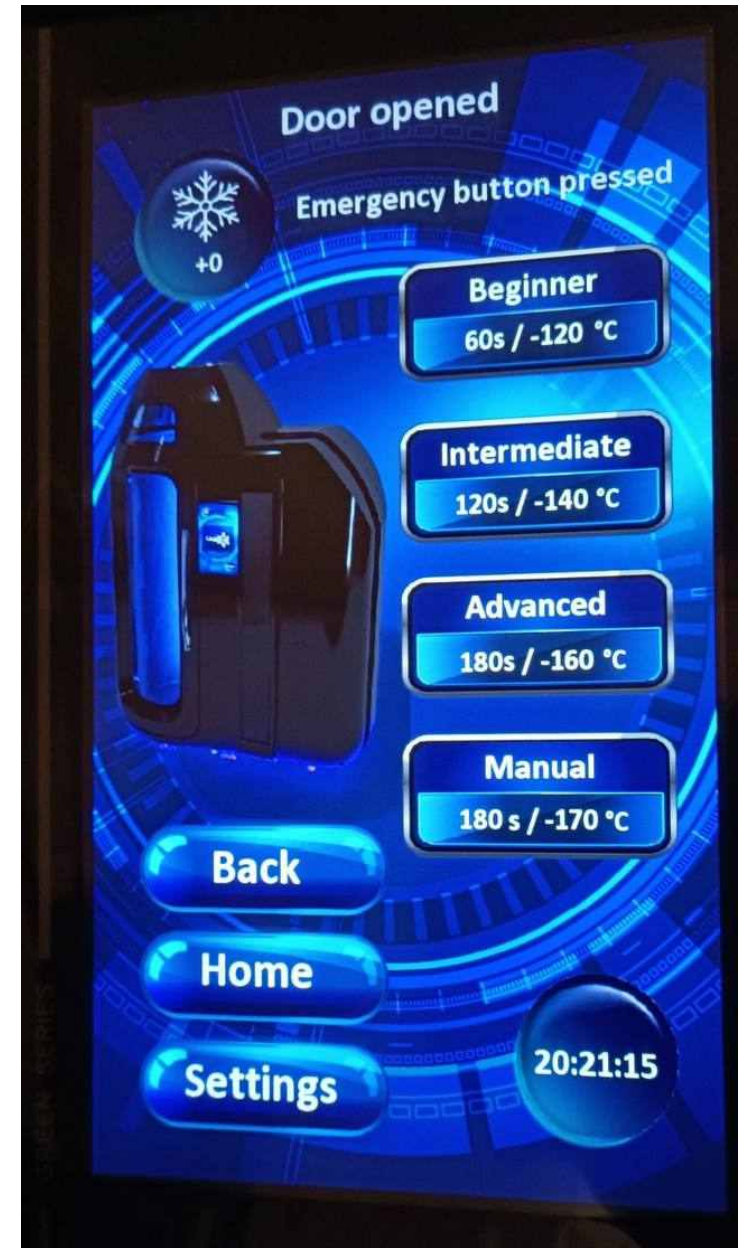 Door opened
Emergency button pressed
+0
Beginner
60s / -120 °C
Intermediate
120s / -140 °C
Advanced
180s / -160 °C
Manual
180 s / -170 °C
Back
Home
Settings
20:21:15